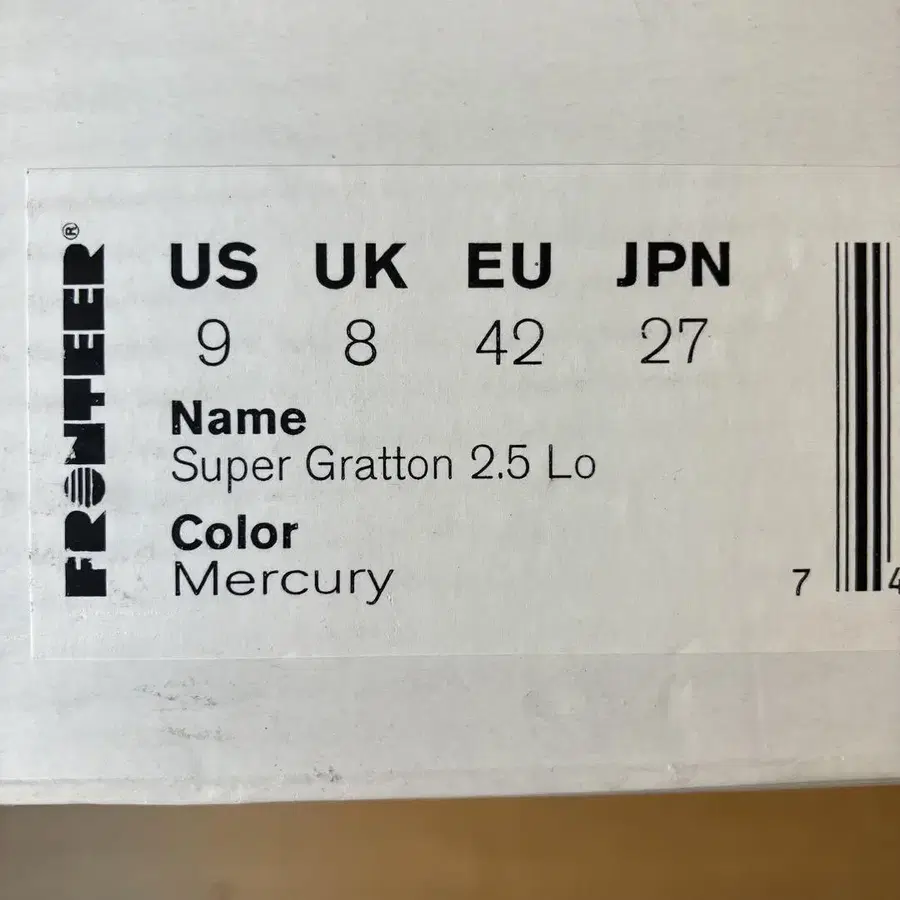 FRONTEER®
US UK EU JPN
9 8 42 27
Name
Super Gratton 2.5 Lo
Color
Mercury
7